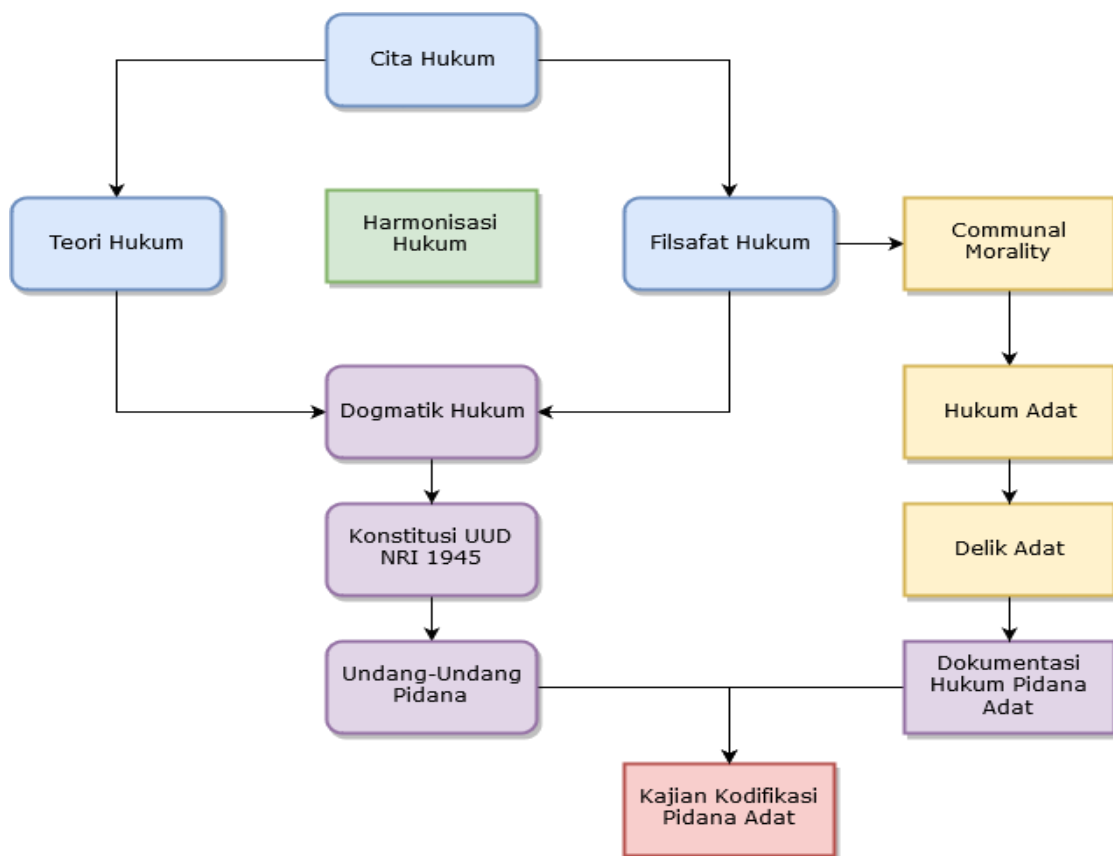 Cita Hukum
Teori Hukum
Harmonisasi
Hukum
Filsafat Hukum
Communal
Morality
Dogmatik Hukum
Hukum Adat
Konstitusi UUD
NRI 1945
Delik Adat
Undang-Undang
Pidana
Dokumentasi
Hukum Pidana
Adat
Kajian Kodifikasi
Pidana Adat